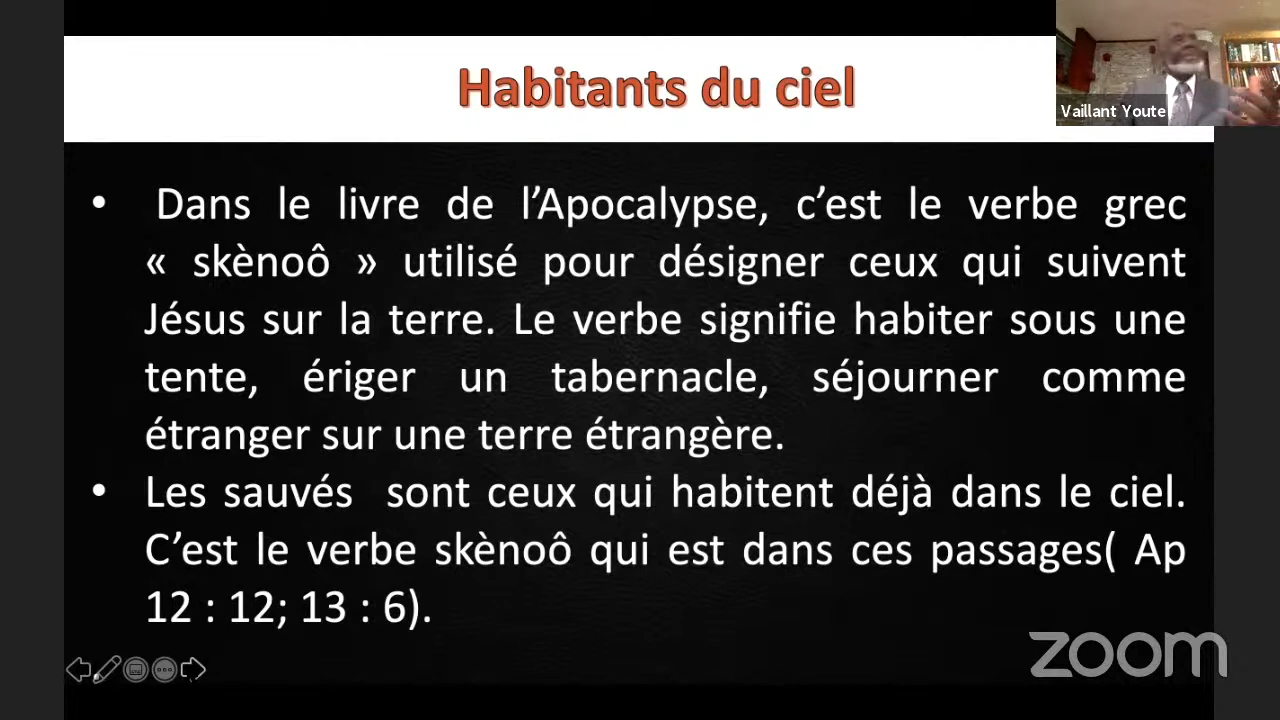 Habitants du ciel
Vaillant Youte
• Dans le livre de l’Apocalypse, c’est le verbe grec
« skènoô » utilisé pour désigner ceux qui suivent
Jésus sur la terre. Le verbe signifie habiter sous une
tente, ériger un tabernacle, séjourner comme
étranger sur une terre étrangère.
• Les sauvés sont ceux qui habitent déjà dans le ciel.
C’est le verbe skènoô qui est dans ces passages( Ap
12 : 12; 13 : 6).
zoom